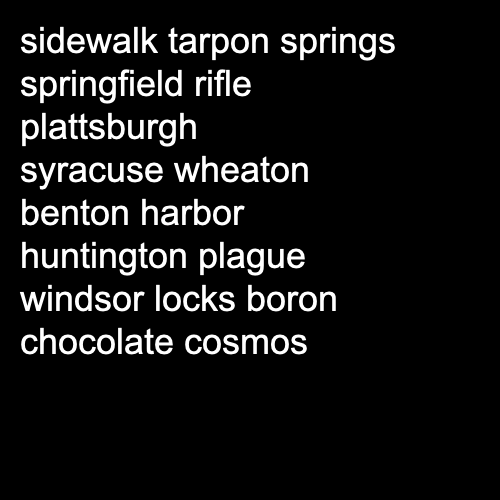 sidewalk tarpon springs
springfield rifle
plattsburgh
syracuse wheaton
benton harbor
huntington plague
windsor locks boron
chocolate cosmos